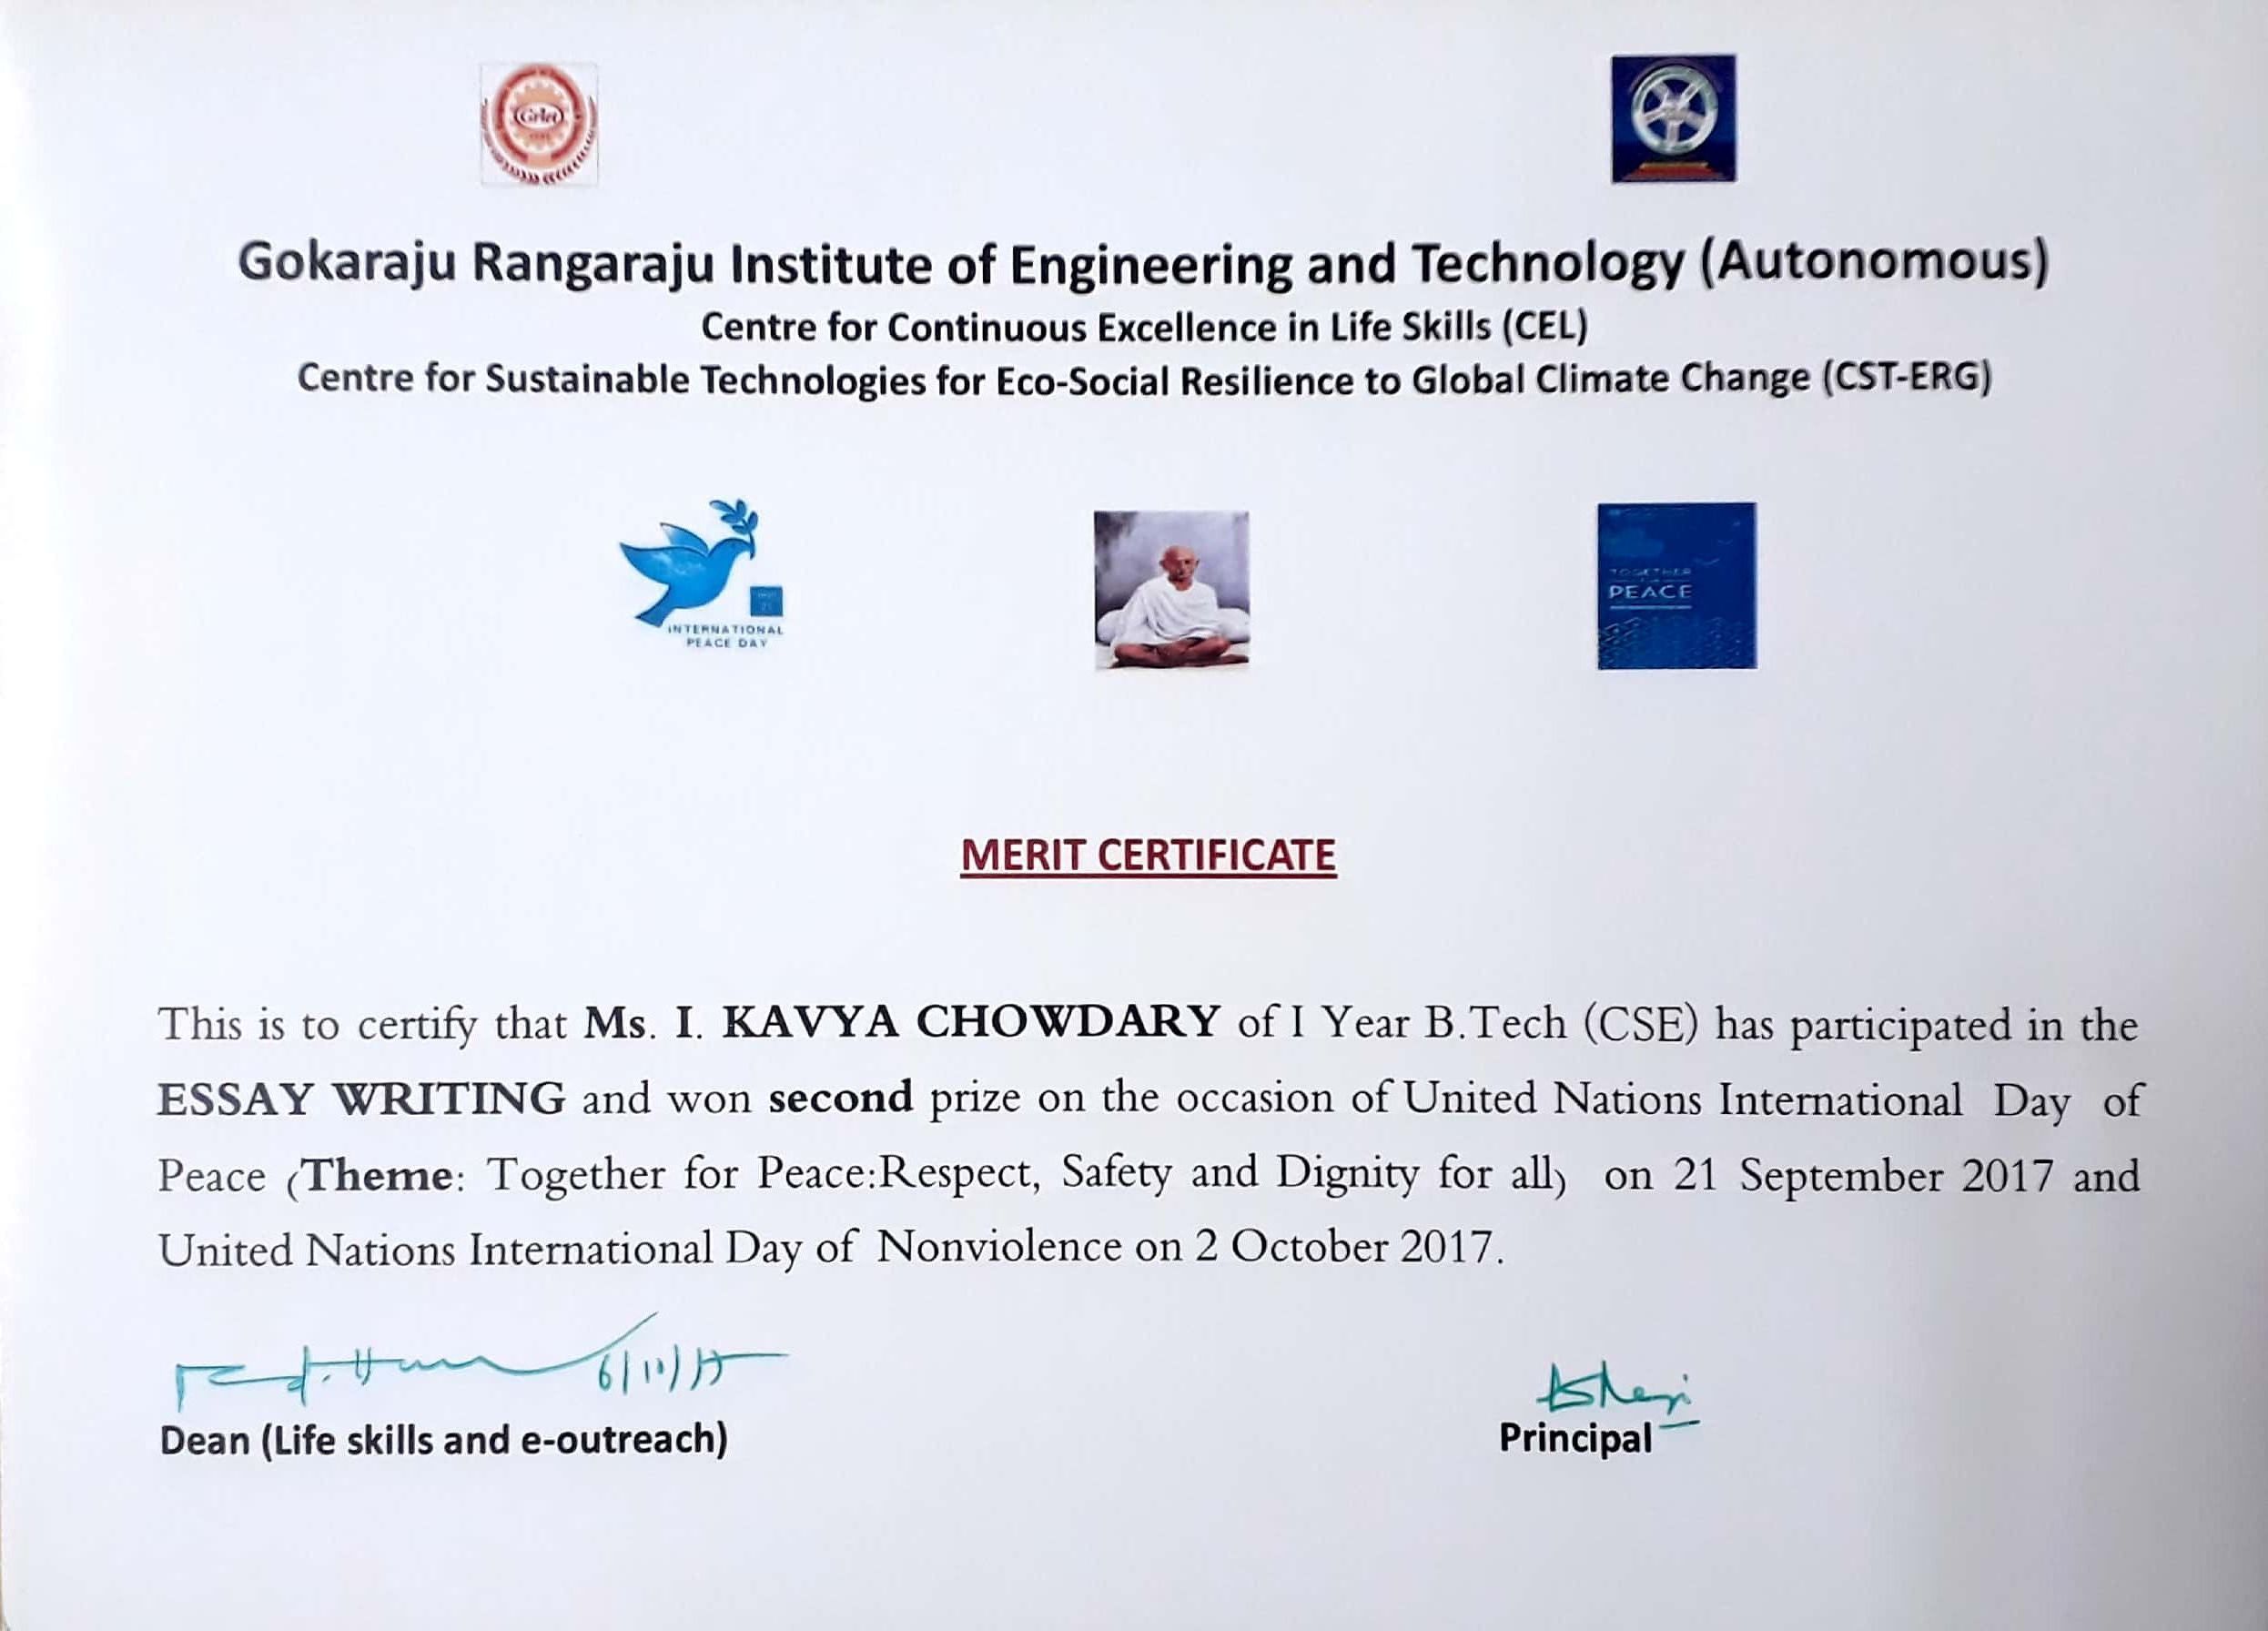 Griet
Gokaraju Rangaraju Institute of Engineering and Technology (Autonomous)
Centre for Continuous Excellence in Life Skills (CEL)
Centre for Sustainable Technologies for Eco-Social Resilience to Global Climate Change (CST-ERG)
INTERNATIONAL
PEACE DAY
TOGETHER
PEACE
MERIT CERTIFICATE
This is to certify that Ms. I. KAVYA CHOWDARY of I Year B.Tech (CSE) has participated in the
ESSAY WRITING and won second prize on the occasion of United Nations International Day of
Peace (Theme: Together for Peace:Respect, Safety and Dignity for all) on 21 September 2017 and
United Nations International Day of Nonviolence on 2 October 2017.
6/10/17
Dean (Life skills and e-outreach)
Principal